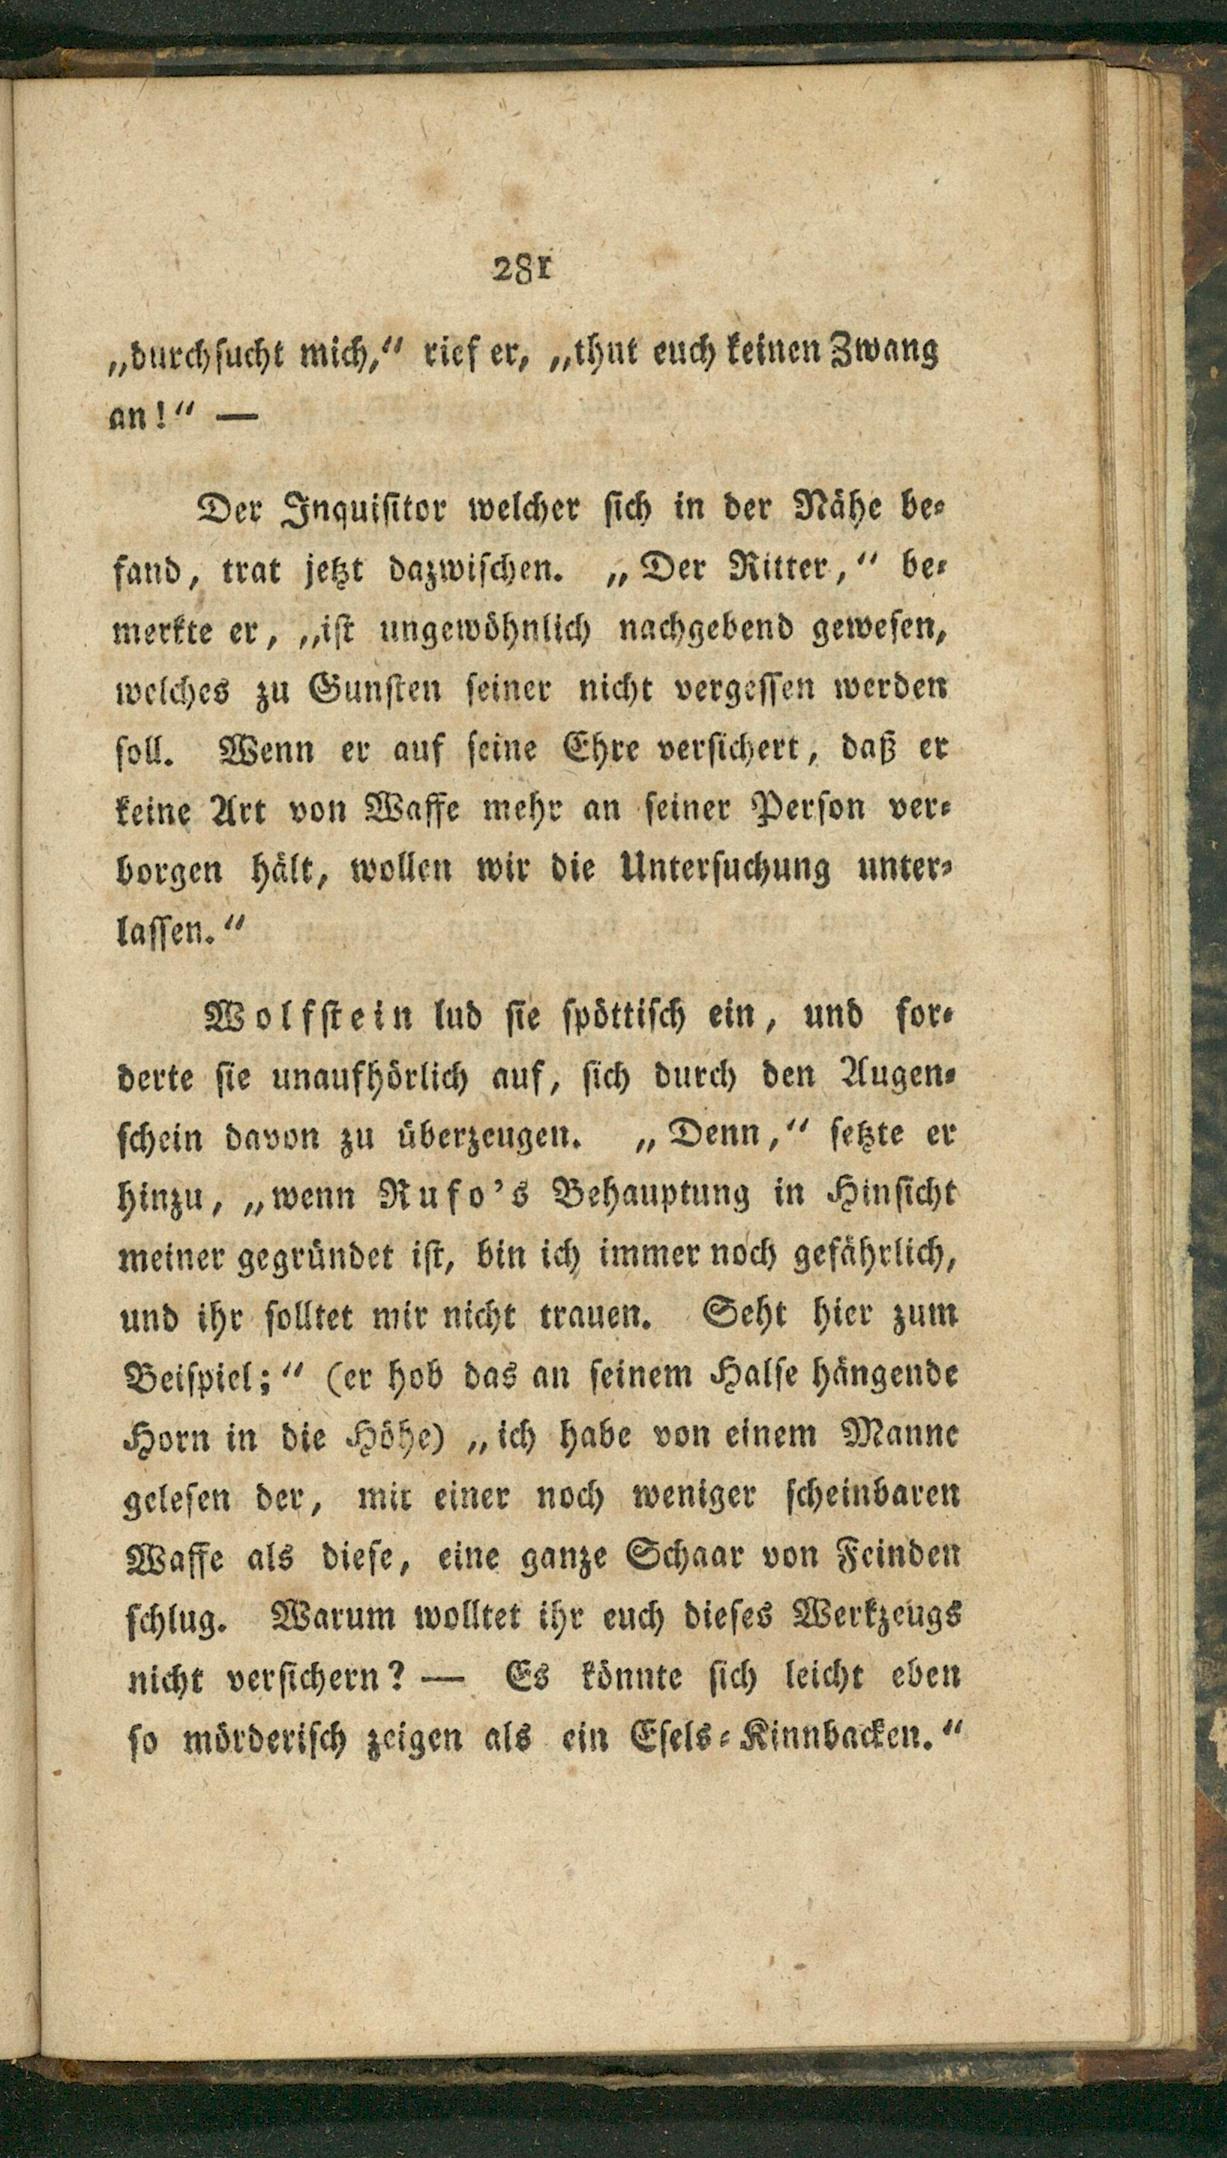 281
„durchsucht mich,“ rief er, „thut euch keinen Zwang
an!“ —
Der Inquisitor welcher sich in der Nähe be-
fand, trat jetzt dazwischen. „Der Ritter,“ be-
merkte er, „ist ungewöhnlich nachgebend gewesen,
welches zu Gunsten seiner nicht vergessen werden
soll. Wenn er auf seine Ehre versichert, daß er
keine Art von Waffe mehr an seiner Person ver-
borgen hält, wollen wir die Untersuchung unter-
lassen.“
Wolfstein lud sie spöttisch ein, und for-
derte sie unaufhörlich auf, sich durch den Augen-
schein davon zu überzeugen. „Denn,“ setzte er
hinzu, „wenn Rufo's Behauptung in Hinsicht
meiner gegründet ist, bin ich immer noch gefährlich,
und ihr solltet mir nicht trauen. Seht hier zum
Beispiel;“ (er hob das an seinem Halse hängende
Horn in die Höhe) „ich habe von einem Manne
gelesen der, mit einer noch weniger scheinbaren
Waffe als diese, eine ganze Schaar von Feinden
schlug. Warum wolltet ihr euch dieses Werkzeugs
nicht versichern? — Es könnte sich leicht eben
so mörderisch zeigen als ein Esels-Kinnbacken.“